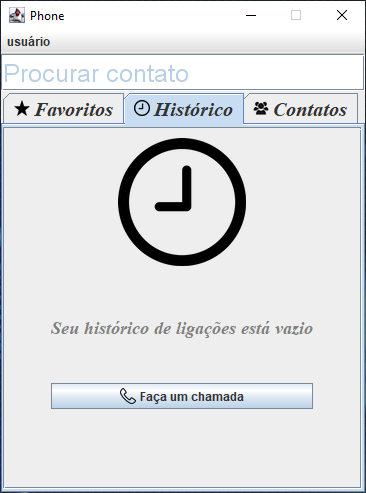 Phone
usuário
Procurar contato
Favoritos Histórico Contatos
Seu histórico de ligações está vazio
Faça um chamada